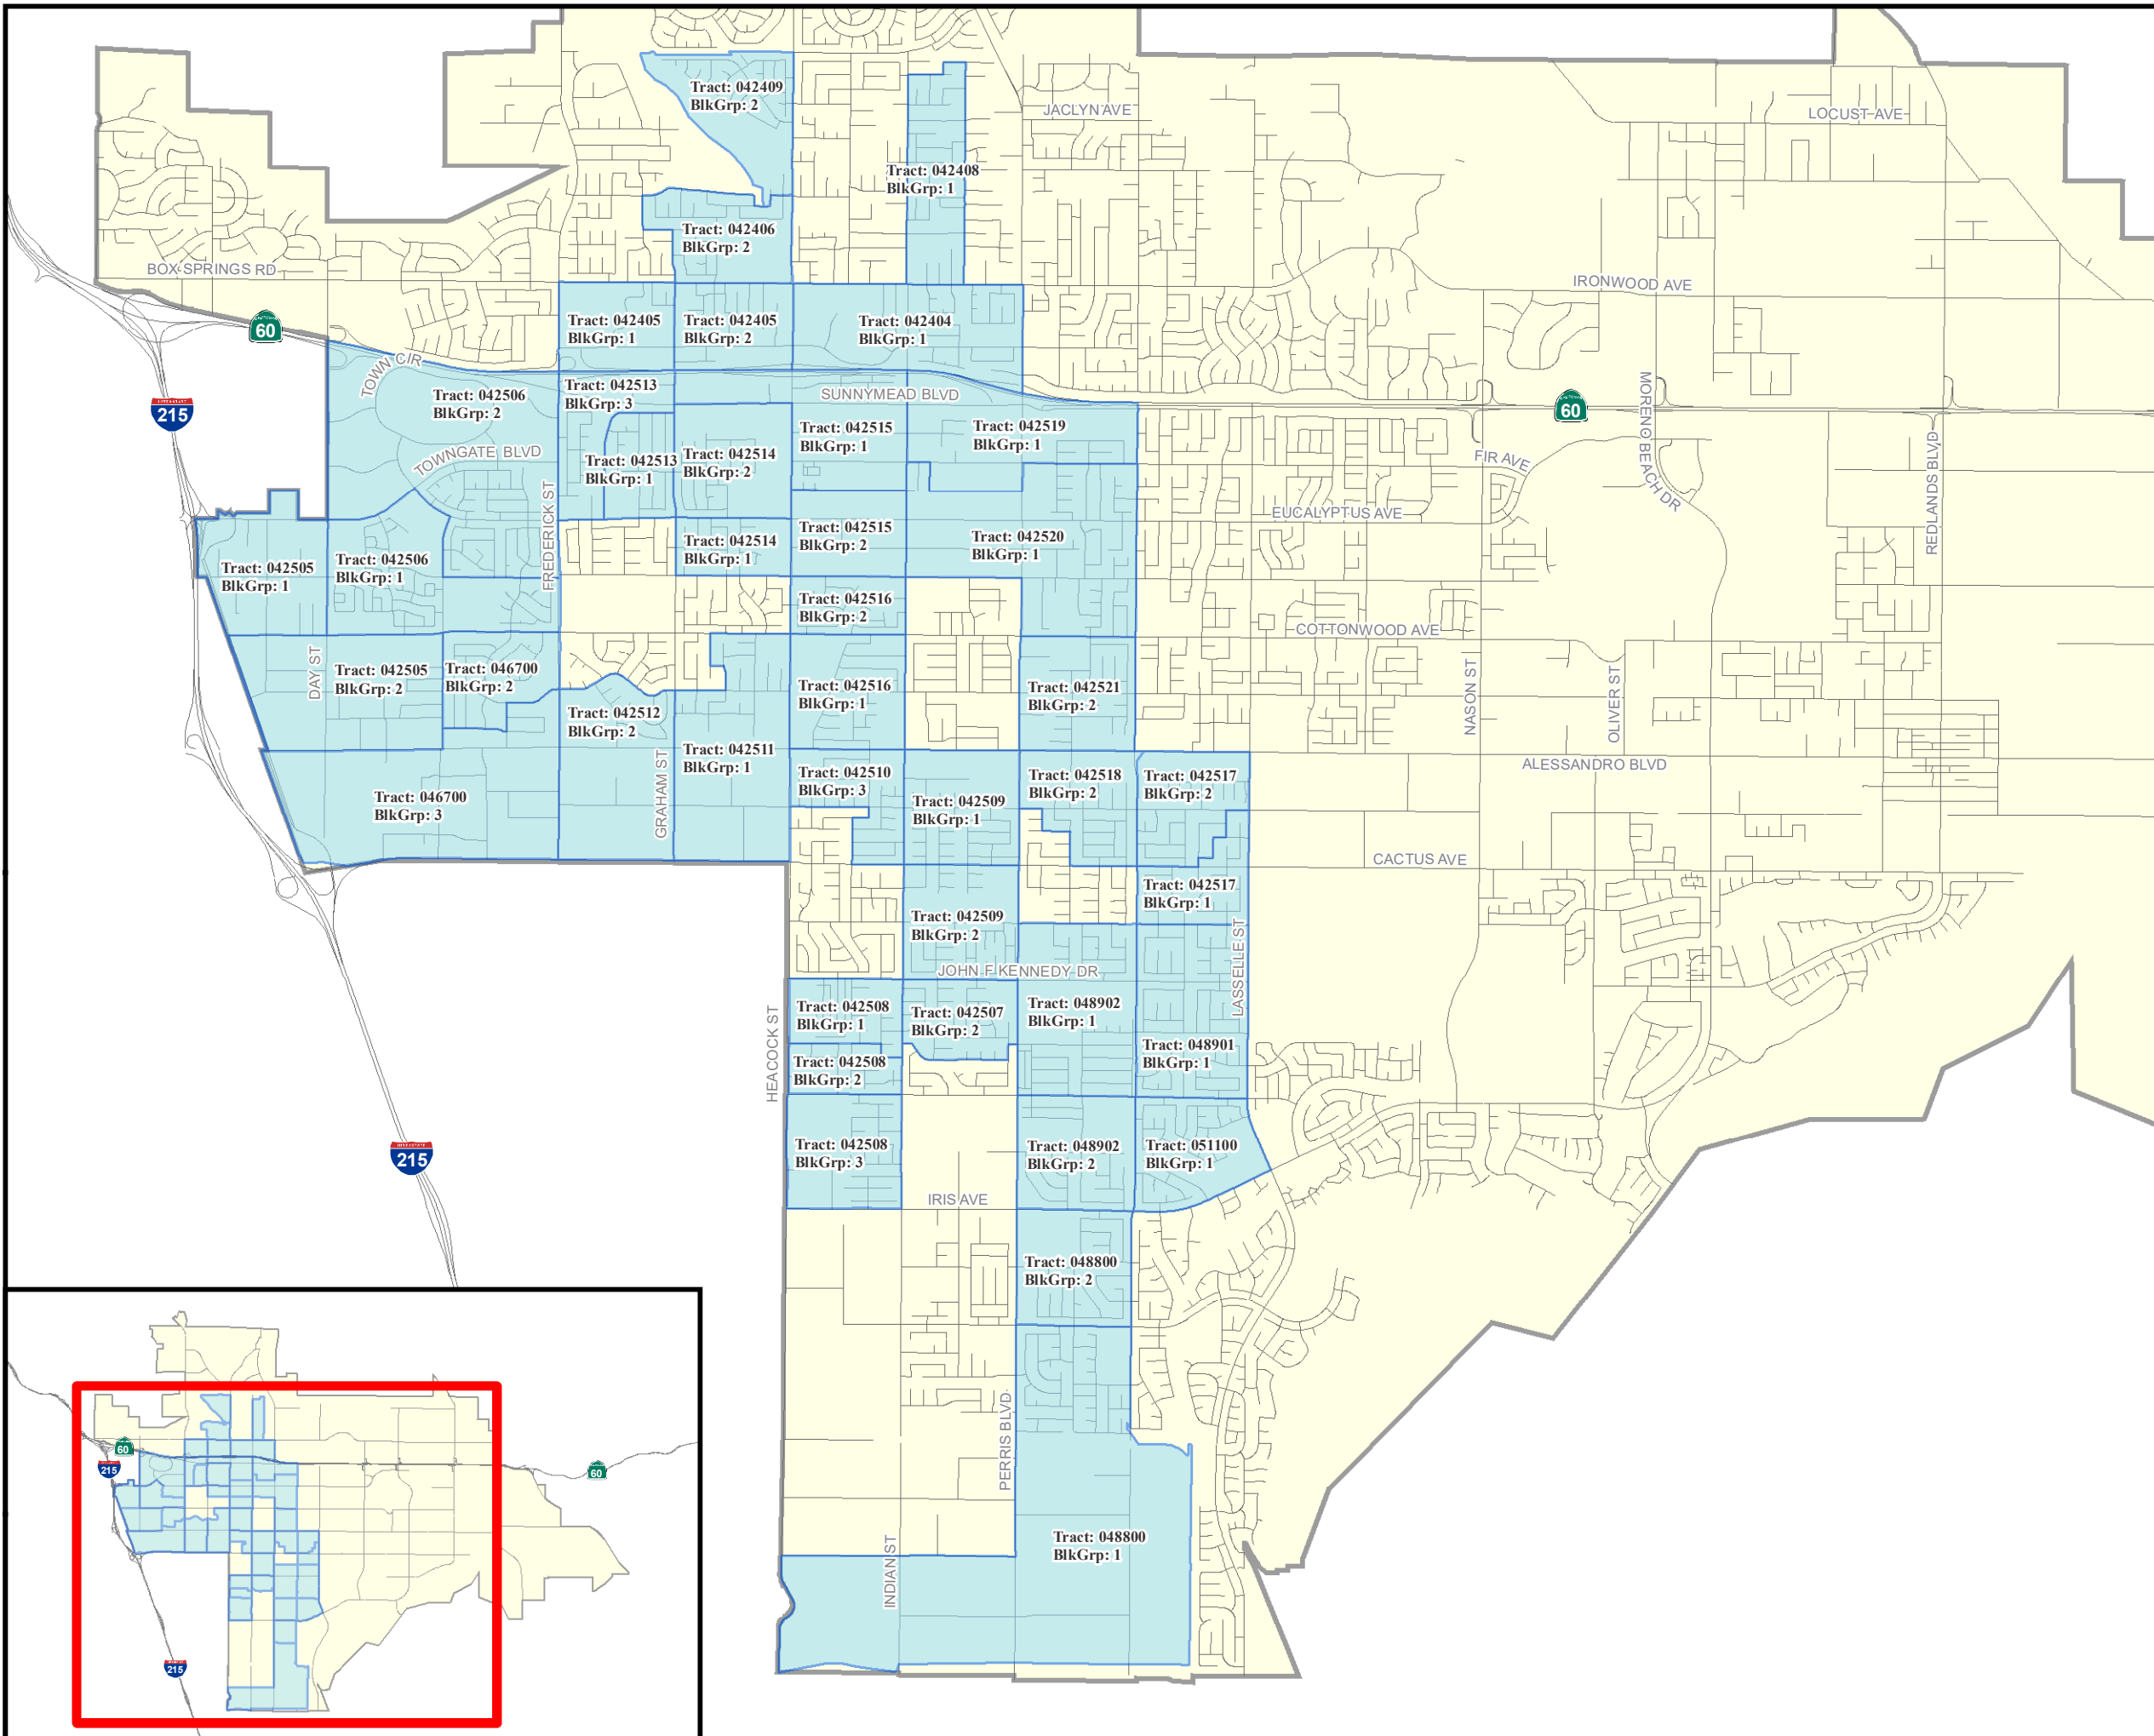 Tract: 042409
BlkGrp: 2
JACLYN AVE
LOCUST AVE
Tract: 042408
BlkGrp: 1
Tract: 042406
BlkGrp: 2
BOX SPRINGS RD
IRONWOOD AVE
60
Tract: 042405
BlkGrp: 1
Tract: 042405
BlkGrp: 2
Tract: 042404
BlkGrp: 1
TOWN CIR
215
Tract: 042506
BlkGrp: 2
Tract: 042513
BlkGrp: 3
SUNNYMEAD BLVD
60
MORENO BEACH DR
Tract: 042515
BlkGrp: 1
Tract: 042519
BlkGrp: 1
TOWNGATE BLVD
Tract: 042513
BlkGrp: 1
Tract: 042514
BlkGrp: 2
FIR AVE
REDLANDS BLVD
FREDERICK ST
EUCALYPTUS AVE
Tract: 042505
BlkGrp: 1
Tract: 042506
BlkGrp: 1
Tract: 042514
BlkGrp: 1
Tract: 042515
BlkGrp: 2
Tract: 042520
BlkGrp: 1
Tract: 042516
BlkGrp: 2
COTTONWOOD AVE
DAY ST
Tract: 042505
BlkGrp: 2
Tract: 046700
BlkGrp: 2
Tract: 042516
BlkGrp: 1
Tract: 042521
BlkGrp: 2
NASON ST
OLIVER ST
Tract: 042512
BlkGrp: 2
Tract: 042511
BlkGrp: 1
ALESSANDRO BLVD
GRAHAM ST
Tract: 046700
BlkGrp: 3
Tract: 042510
BlkGrp: 3
Tract: 042509
BlkGrp: 1
Tract: 042518
BlkGrp: 2
Tract: 042517
BlkGrp: 2
CACTUS AVE
Tract: 042517
BlkGrp: 1
Tract: 042509
BlkGrp: 2
LASSELLE ST
JOHN F KENNEDY DR
HEACOCK ST
Tract: 042508
BlkGrp: 1
Tract: 042507
BlkGrp: 2
Tract: 048902
BlkGrp: 1
Tract: 048901
BlkGrp: 1
Tract: 042508
BlkGrp: 2
215
Tract: 042508
BlkGrp: 3
Tract: 048902
BlkGrp: 2
Tract: 051100
BlkGrp: 1
IRIS AVE
Tract: 048800
BlkGrp: 2
PERRIS BLVD
Tract: 048800
BlkGrp: 1
INDIAN ST
60
215
60
215